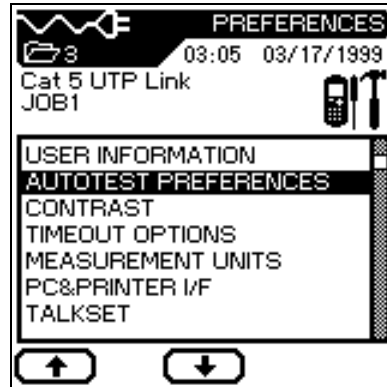 PREFERENCES
3 03:05 03/17/1999
Cat 5 UTP Link
JOB1
USER INFORMATION
AUTOTEST PREFERENCES
CONTRAST
TIMEOUT OPTIONS
MEASUREMENT UNITS
PC&PRINTER I/F
TALKSET